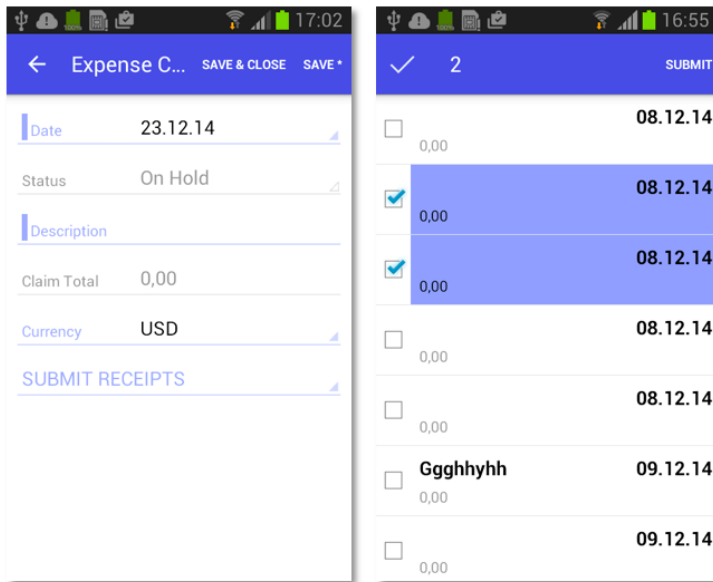 17:02
Expense C... SAVE & CLOSE SAVE *
Date 23.12.14
Status On Hold
Description
Claim Total 0,00
Currency USD
SUBMIT RECEIPTS
16:55
2 SUBMIT
08.12.14
0,00
08.12.14
0,00
08.12.14
0,00
08.12.14
0,00
08.12.14
0,00
Ggghhyhh 09.12.14
0,00
09.12.14
0,00